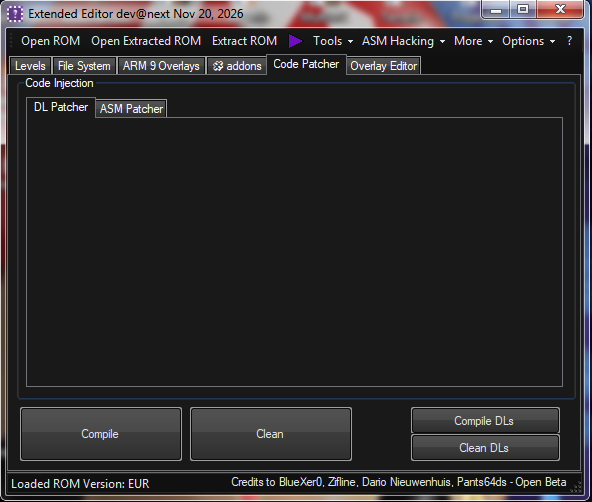 Extended Editor dev@next Nov 20, 2026
Open ROM Open Extracted ROM Extract ROM Tools ASM Hacking More Options ?
Levels File System ARM 9 Overlays addons Code Patcher Overlay Editor
Code Injection
DL Patcher ASM Patcher
Compile Clean Compile DLs
Clean DLs
Loaded ROM Version: EUR Credits to BlueXer0, Zifline, Dario Nieuwenhuis, Pants64ds - Open Beta